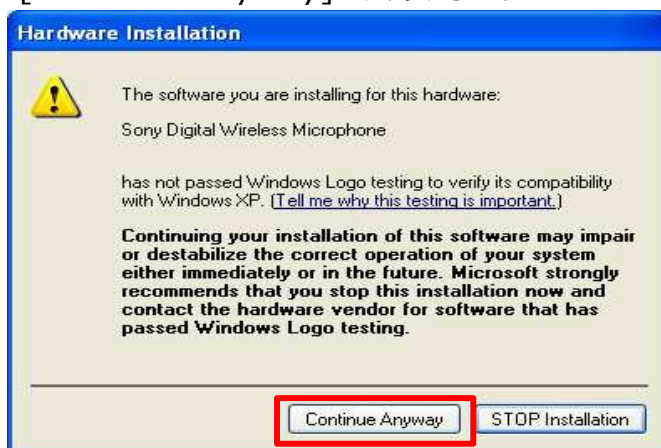 Hardware Installation
The software you are installing for this hardware:
Sony Digital Wireless Microphone
has not passed Windows Logo testing to verify its compatibility
with Windows XP. (Tell me why this testing is important.)
Continuing your installation of this software may impair
or destabilize the correct operation of your system
either immediately or in the future. Microsoft strongly
recommends that you stop this installation now and
contact the hardware vendor for software that has
passed Windows Logo testing.
Continue Anyway STOP Installation